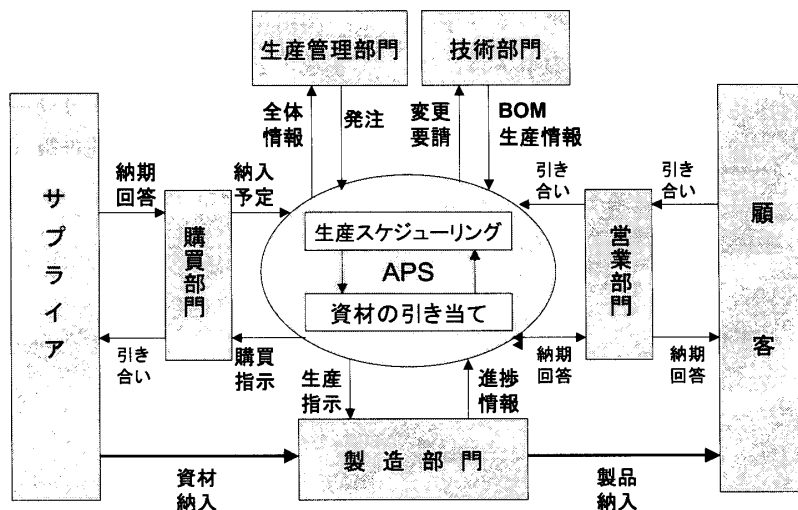 生産管理部門
技術部門
全体
情報
発注
変更
要請
BOM
生産情報
サプライア
納期
回答
購買部門
納入
予定
引き
合い
営業部門
引き
合い
顧客
生産スケジューリング
APS
資材の引き当て
引き
合い
購買
指示
生産
指示
進捗
情報
納期
回答
納期
回答
製造部門
資材
納入
製品
納入